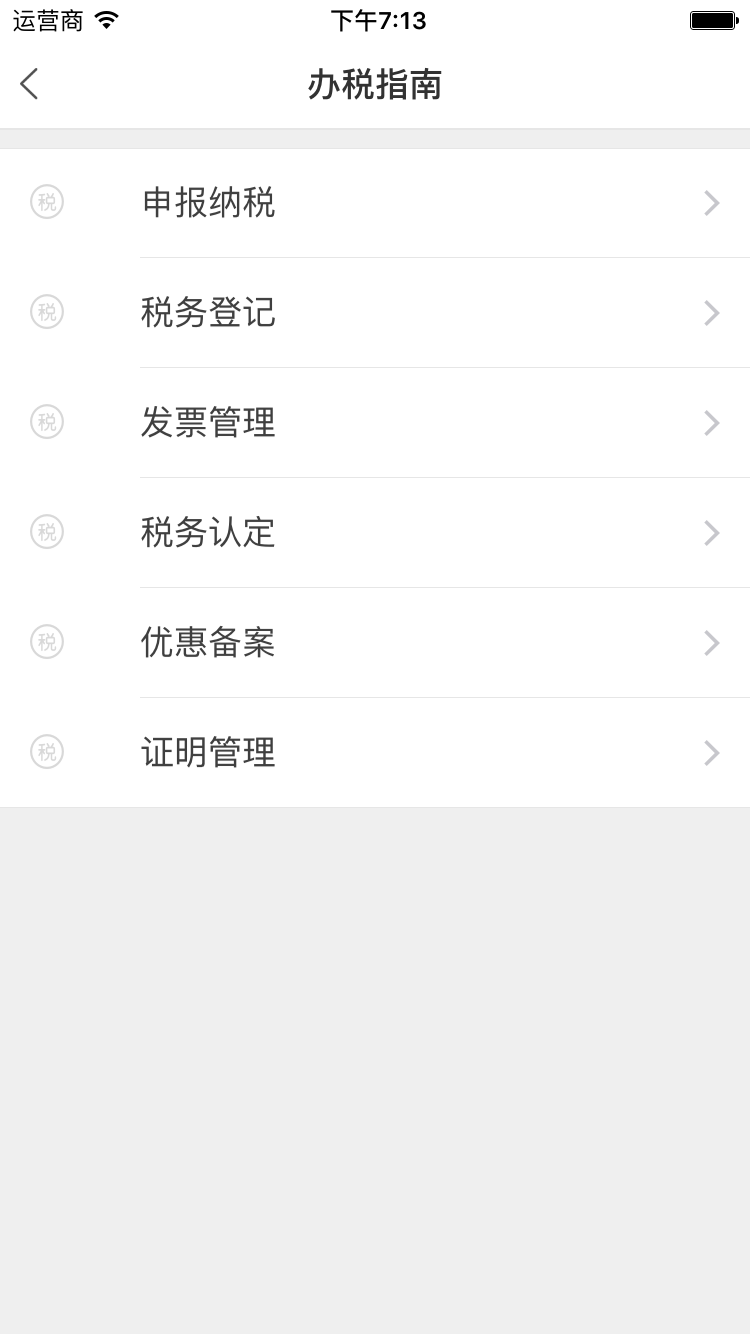 运营商 下午7:13
办税指南
税 申报纳税
税 税务登记
税 发票管理
税 税务认定
税 优惠备案
税 证明管理